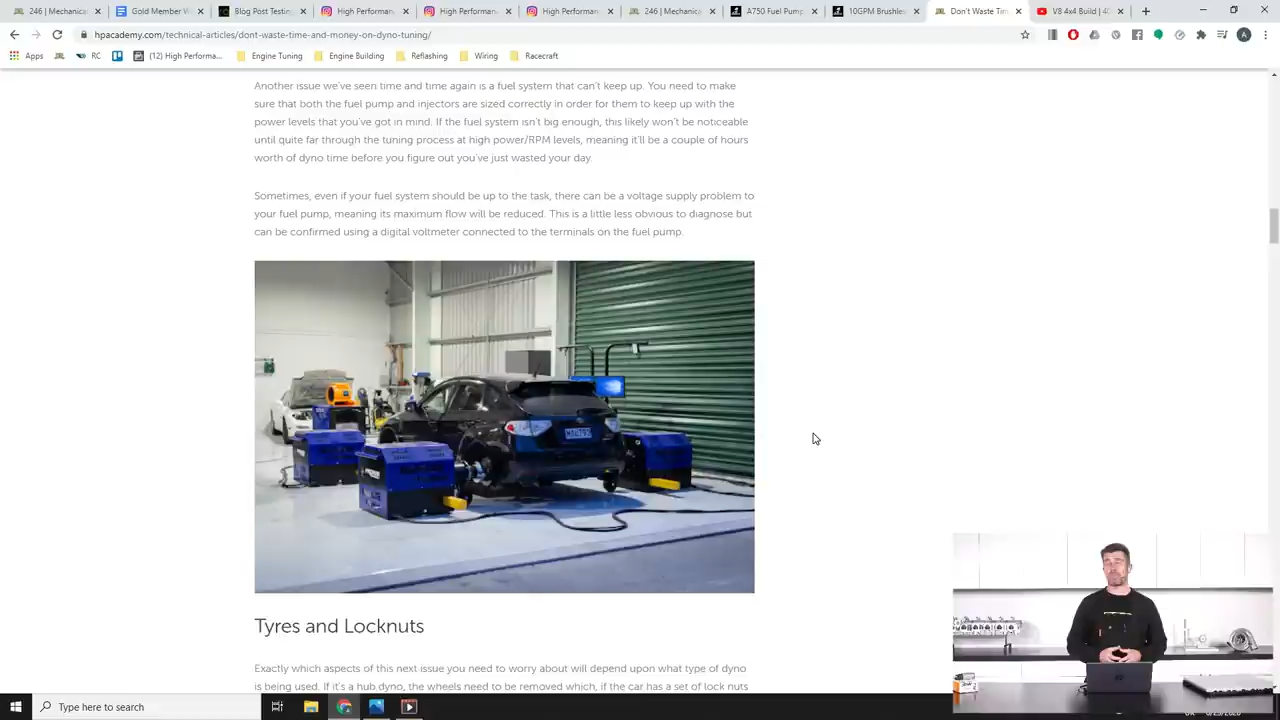 246 | Mechanica
Gold Member W
Blog Post Testing
High Performan
High Performan
High Performan
246 | Mechanica
A750 Fuel Pump
10GPM Brushles
Don't Waste Tim
V8 4x4 Build | 40
hpacademy.com/technical-articles/dont-waste-time-and-money-on-dyno-tuning/
Apps
RC
(12) High Performa...
Engine Tuning
Engine Building
Reflashing
Wiring
Racecraft
Another issue we've seen time and time again is a fuel system that can't keep up. You need to make
sure that both the fuel pump and injectors are sized correctly in order for them to keep up with the
power levels that you've got in mind. If the fuel system isn't big enough, this likely won't be noticeable
until quite far through the tuning process at high power/RPM levels, meaning it'll be a couple of hours
worth of dyno time before you figure out you've just wasted your day.
Sometimes, even if your fuel system should be up to the task, there can be a voltage supply problem to
your fuel pump, meaning its maximum flow will be reduced. This is a little less obvious to diagnose but
can be confirmed using a digital voltmeter connected to the terminals on the fuel pump.
Tyres and Locknuts
Exactly which aspects of this next issue you need to worry about will depend upon what type of dyno
is being used. If it's a hub dyno, the wheels need to be removed which, if the car has a set of lock nuts
Type here to search